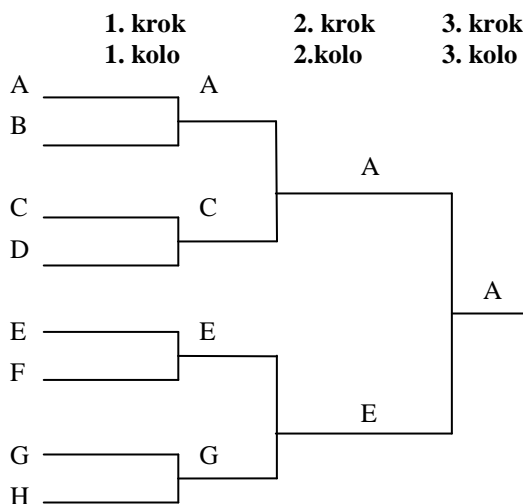 1. krok 2. krok 3. krok
1. kolo 2.kolo 3. kolo
A A
B
A
C C
D
A
E E
F
E
G G
H